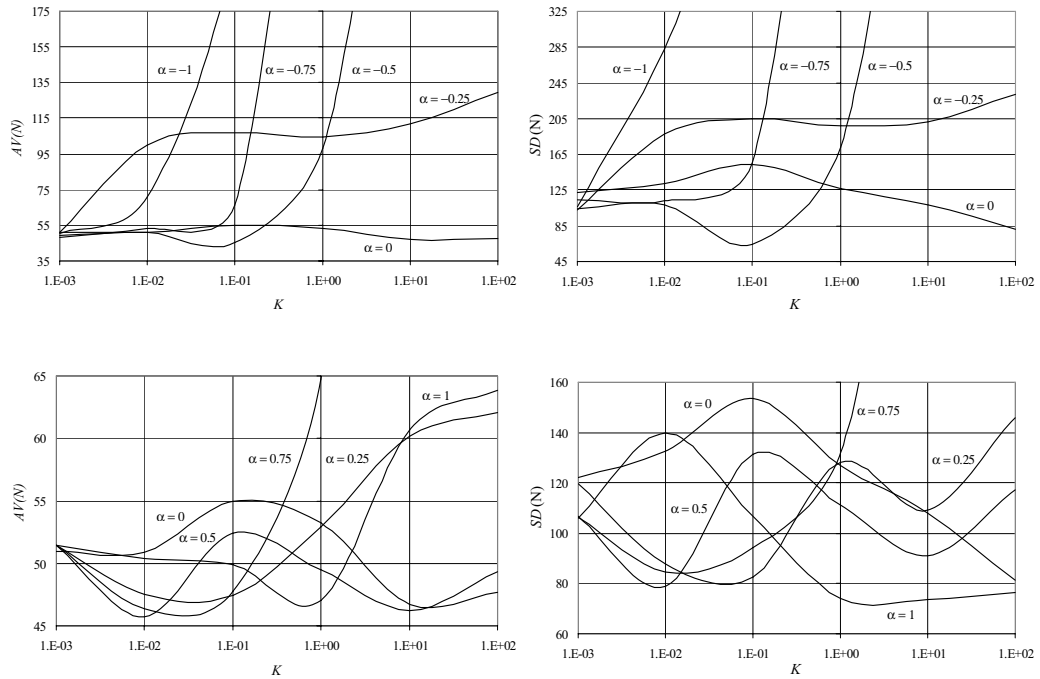 175
155
135
115
95
75
55
35
AV(N)
α = −1
α = −0.75
α = −0.5
α = −0.25
α = 0
1.E−03 1.E−02 1.E−01 1.E+00 1.E+01 1.E+02
K
325
285
245
205
165
125
85
45
SD (N)
α = −1
α = −0.75
α = −0.5
α = −0.25
α = 0
1.E−03 1.E−02 1.E−01 1.E+00 1.E+01 1.E+02
K
65
60
55
50
45
AV(N)
α = 1
α = 0.75
α = 0.25
α = 0
α = 0.5
1.E−03 1.E−02 1.E−01 1.E+00 1.E+01 1.E+02
K
160
140
120
100
80
60
SD (N)
α = 0
α = 0.75
α = 0.25
α = 0.5
α = 1
1.E−03 1.E−02 1.E−01 1.E+00 1.E+01 1.E+02
K